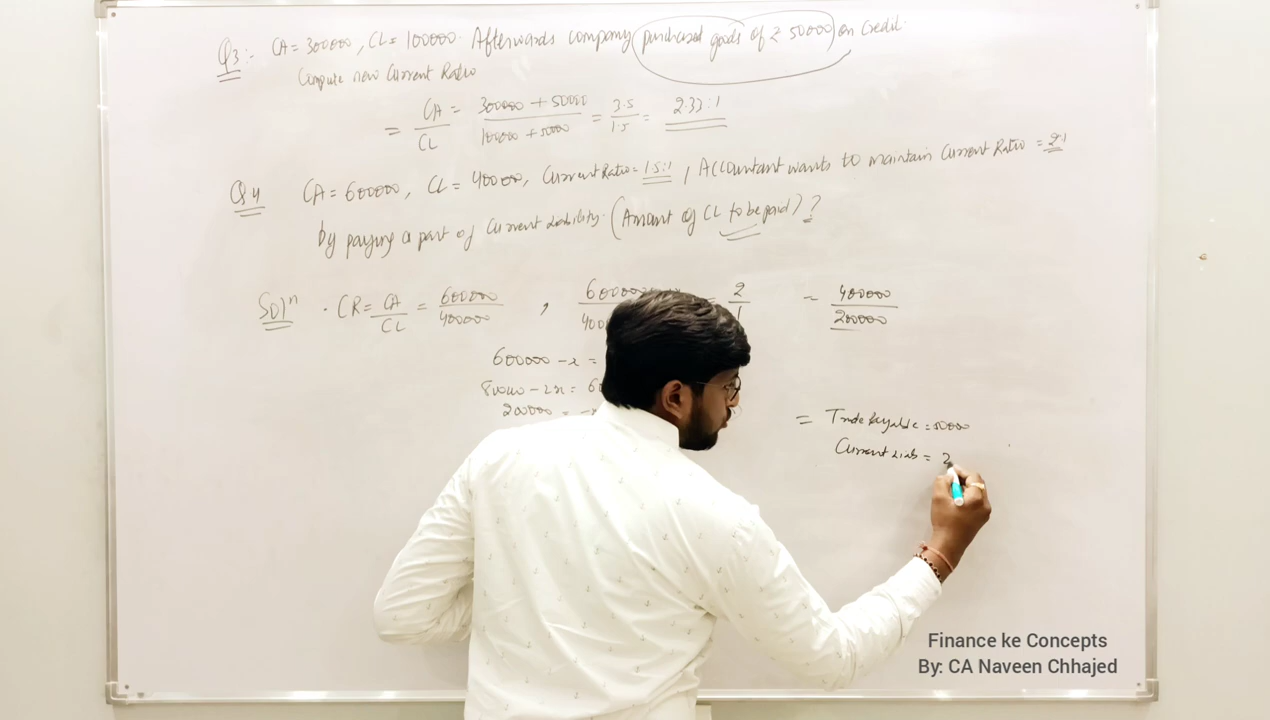 Q3:- CA = 300000, CL = 100000. Afterwards company purchased goods of ₹ 50000 on credit.
Compute new Current Ratio
= CA/CL = 300000 + 50000 / 100000 + 50000 = 3.5/1.5 = 2.33:1
Q4 CA = 600000, CL = 400000, Current Ratio = 1.5:1, Accountant wants to maintain Current Ratio = 2:1
by paying a part of Current Liability. (Amount of CL to be paid)?
Solⁿ . CR = CA/CL = 600000/400000 , 2/1 = 400000/200000
600000 - x =
200000 =
= Trade Payable =
Current Liab = 2
Finance ke Concepts
By: CA Naveen Chhajed